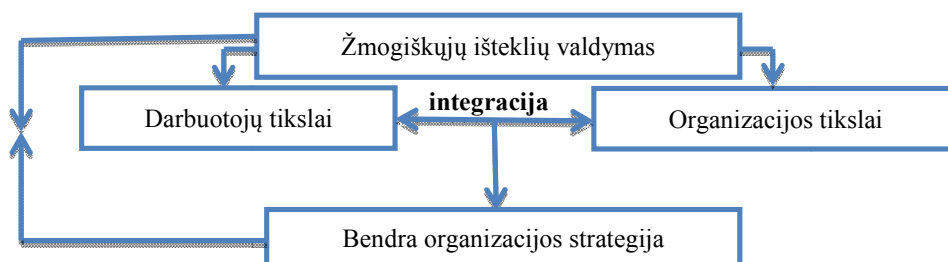 Žmogiškųjų išteklių valdymas
integracija
Darbuotojų tikslai
Organizacijos tikslai
Bendra organizacijos strategija